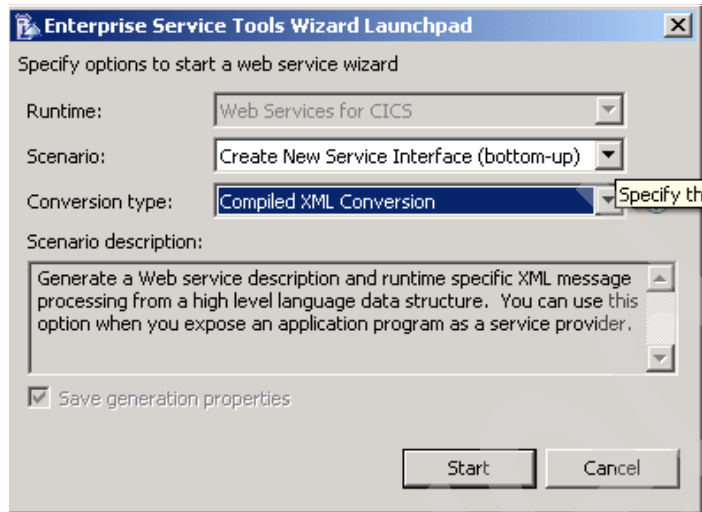 Enterprise Service Tools Wizard Launchpad
Specify options to start a web service wizard
Runtime: Web Services for CICS
Scenario: Create New Service Interface (bottom-up)
Conversion type: Compiled XML Conversion
Specify th
Scenario description:
Generate a Web service description and runtime specific XML message
processing from a high level language data structure. You can use this
option when you expose an application program as a service provider.
Save generation properties
Start Cancel